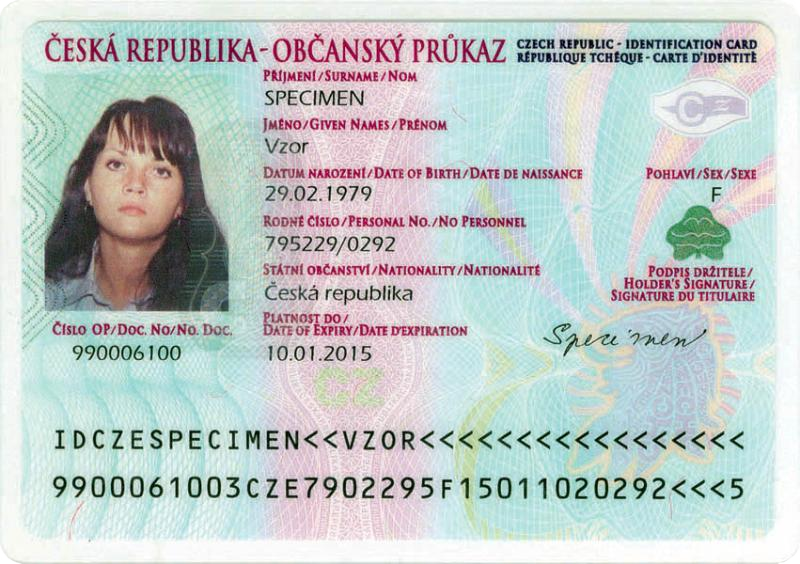 ČESKÁ REPUBLIKA - OBČANSKÝ PRŮKAZ
CZECH REPUBLIC - IDENTIFICATION CARD
RÉPUBLIQUE TCHÈQUE - CARTE D'IDENTITÉ
PŘÍJMENÍ/SURNAME/NOM
SPECIMEN
JMÉNO/GIVEN NAMES/PRÉNOM
Vzor
DATUM NAROZENÍ/DATE OF BIRTH/DATE DE NAISSANCE
29.02.1979
POHLAVÍ/SEX/SEXE
F
RODNÉ ČÍSLO/PERSONAL NO./NO PERSONNEL
795229/0292
STÁTNÍ OBČANSTVÍ/NATIONALITY/NATIONALITÉ
Česká republika
PODPIS DRŽITELE/
HOLDER'S SIGNATURE/
SIGNATURE DU TITULAIRE
Specimen
ČÍSLO OP/DOC. NO/NO. DOC.
990006100
PLATNOST DO/
DATE OF EXPIRY/DATE D'EXPIRATION
10.01.2015
CZ
IDCZESPECIMEN<<VZOR<<<<<<<<<<<<<<<<<
9900061003CZE7902295F15011020292<<<5